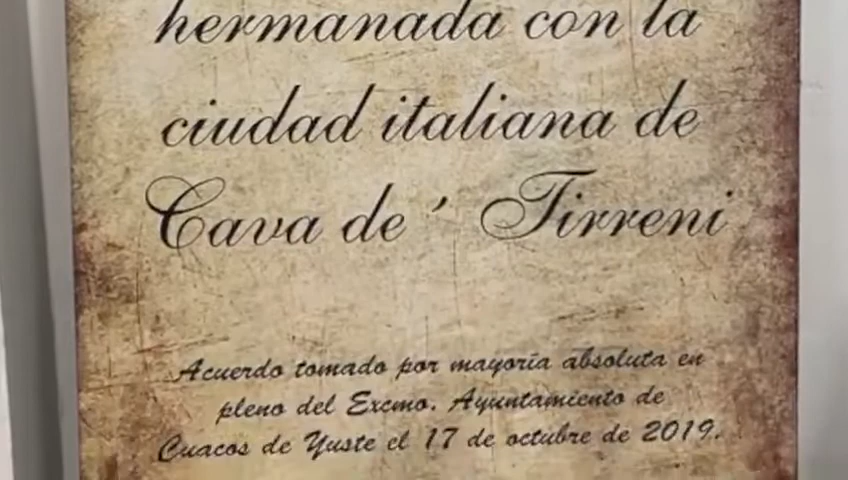 hermanada con la
ciudad italiana de
Cava de ' Tirreni
Acuerdo tomado por mayoría absoluta en
pleno del Excmo. Ayuntamiento de
Cuacos de Yuste el 17 de octubre de 2019.